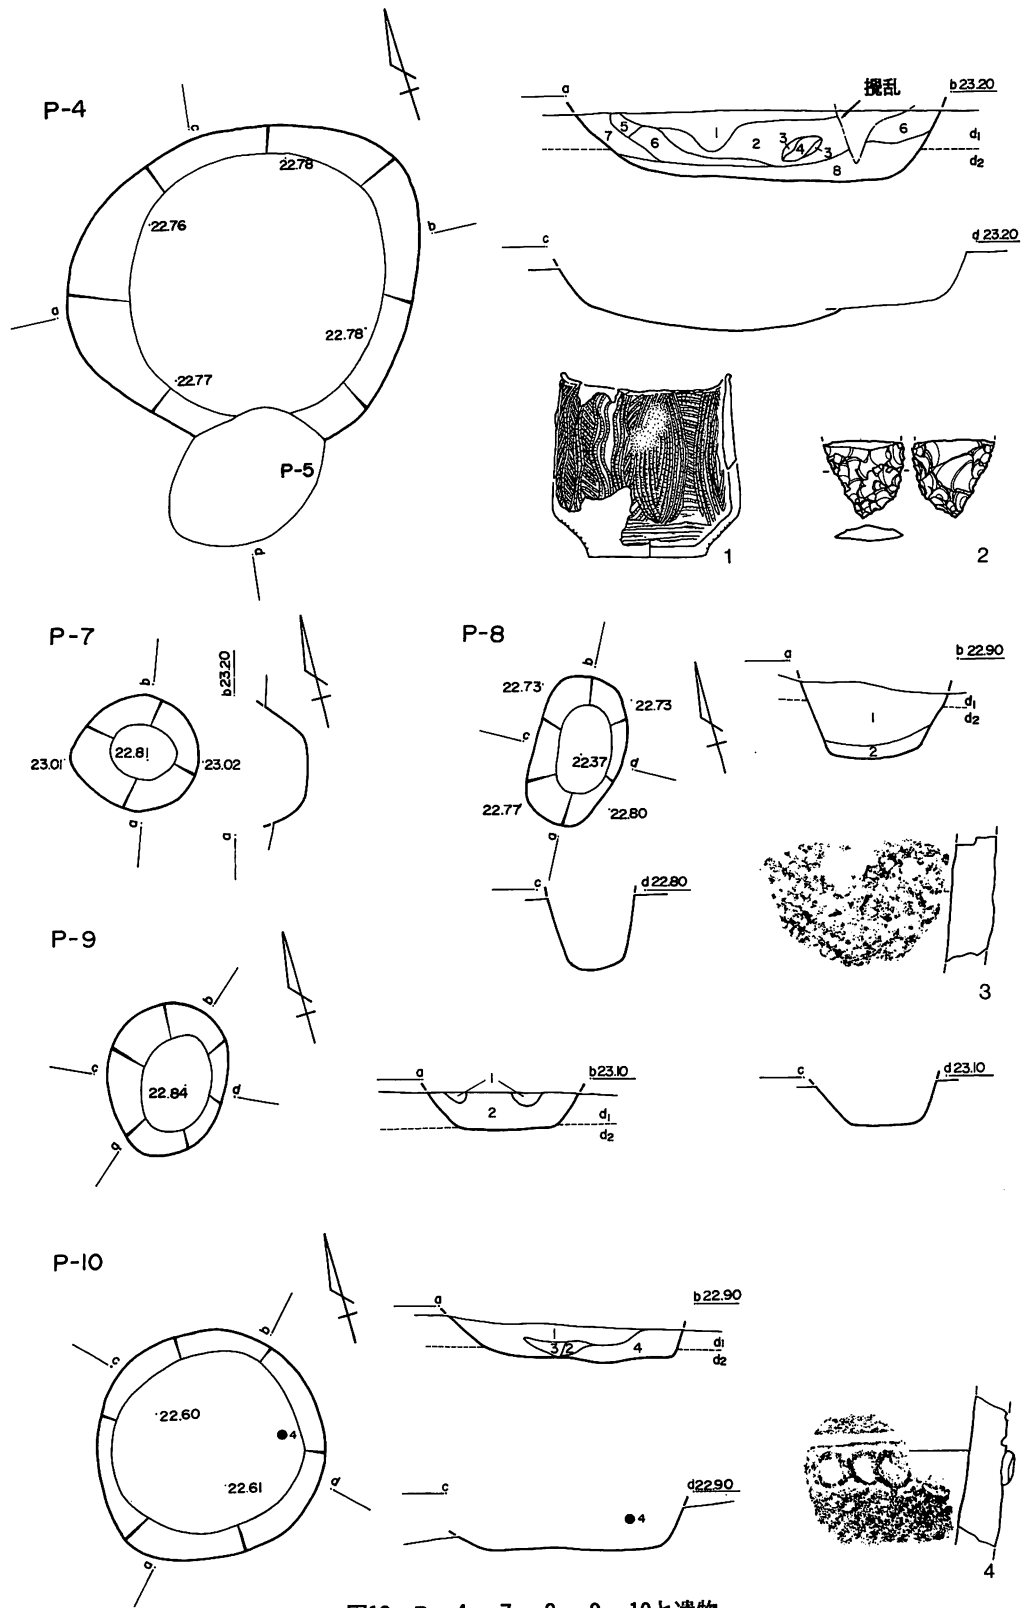 P-4
c
22.78
22.76
b
a
22.78
22.77
P-5
d
a
攪乱
b 23.20
5
7
6
1
2
3
4
3
6
8
d1
d2
c
d 23.20
1
2
P-7
b
b 23.20
22.81
23.01
23.02
a
a
P-8
b
22.73
22.73
c
22.37
d
22.77
22.80
a
a
b 22.90
1
2
d1
d2
c
d 22.80
3
P-9
b
c
22.84
d
a
a
1
b 23.10
2
d1
d2
c
d 23.10
P-10
b
c
22.60
4
22.61
d
a
a
b 22.90
1
3
2
4
d1
d2
c
d 22.90
4
4